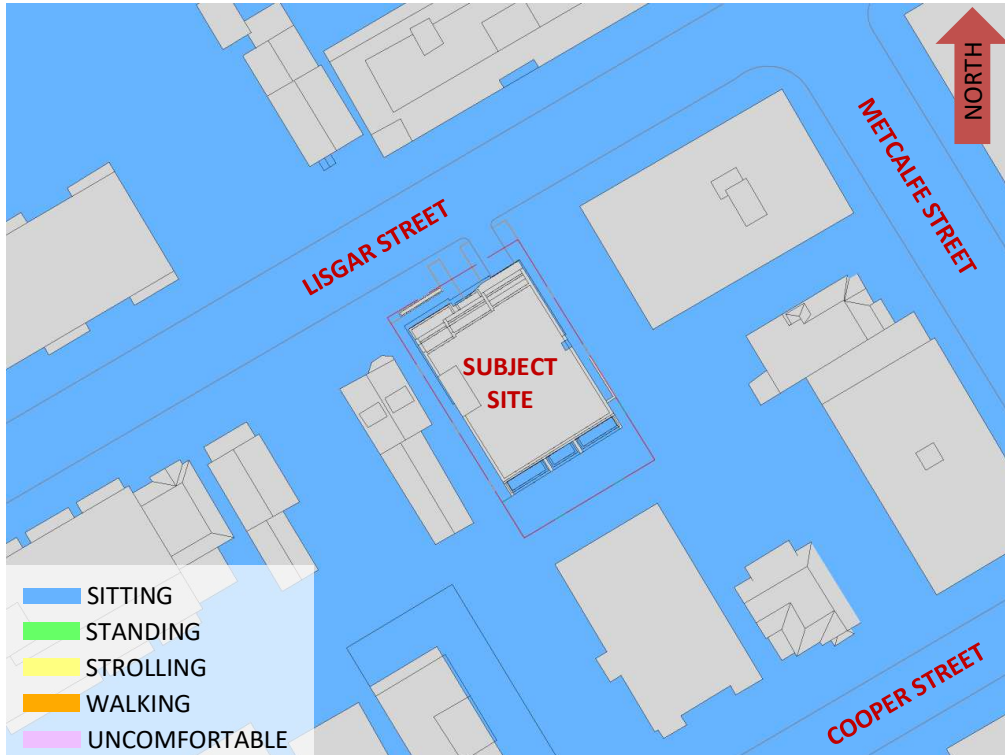 NORTH
METCALFE STREET
LISGAR STREET
SUBJECT
SITE
COOPER STREET
SITTING
STANDING
STROLLING
WALKING
UNCOMFORTABLE